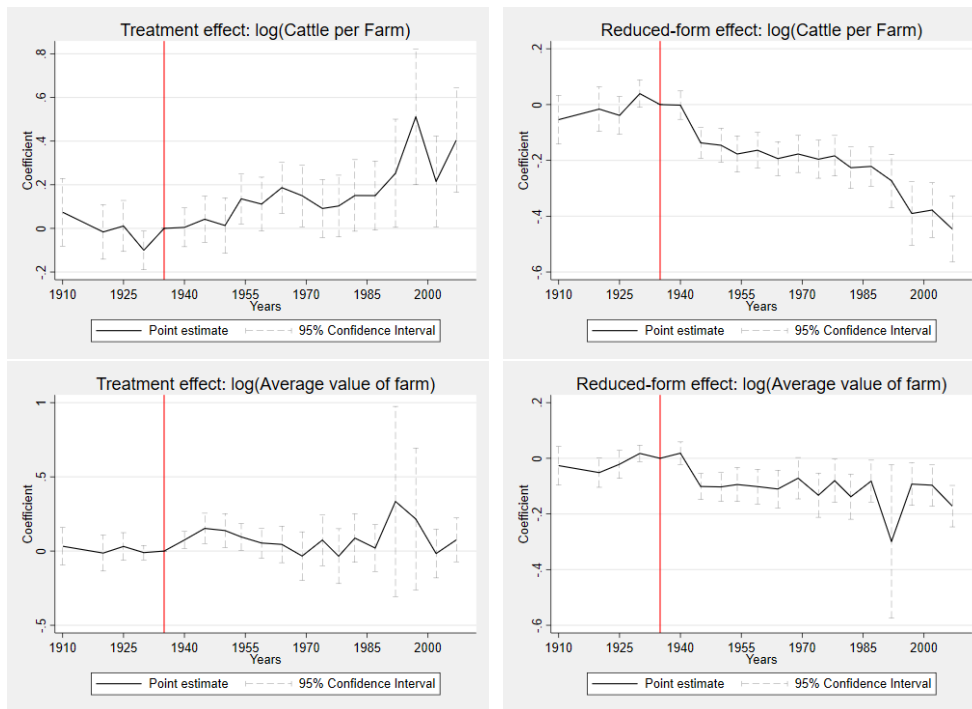 Treatment effect: log(Cattle per Farm)
.8
.6
.4
.2
0
-.2
Coefficient
1910 1925 1940 1955 1970 1985 2000
Years
Point estimate 95% Confidence Interval
Reduced-form effect: log(Cattle per Farm)
.2
0
-.2
-.4
-.6
Coefficient
1910 1925 1940 1955 1970 1985 2000
Years
Point estimate 95% Confidence Interval
Treatment effect: log(Average value of farm)
1
.5
0
-.5
Coefficient
1910 1925 1940 1955 1970 1985 2000
Years
Point estimate 95% Confidence Interval
Reduced-form effect: log(Average value of farm)
.2
0
-.2
-.4
-.6
Coefficient
1910 1925 1940 1955 1970 1985 2000
Years
Point estimate 95% Confidence Interval